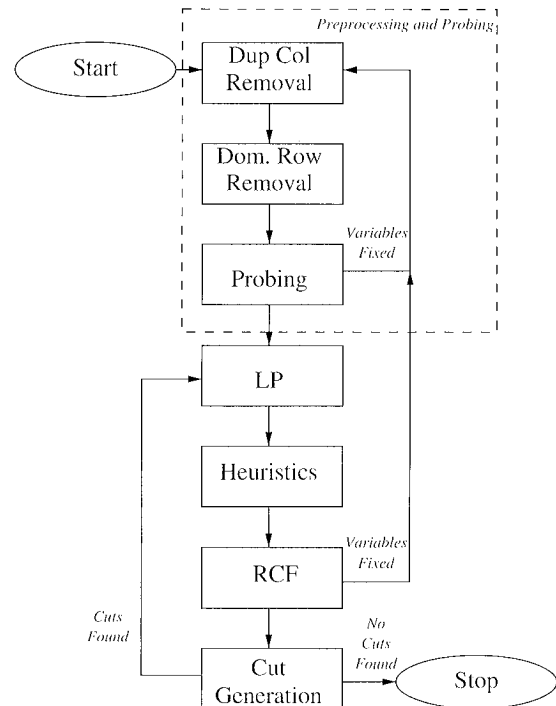 Preprocessing and Probing
Start
Dup Col
Removal
Dom. Row
Removal
Variables
Fixed
Probing
LP
Heuristics
Variables
Fixed
RCF
Cuts
Found
No
Cuts
Found
Cut
Generation
Stop